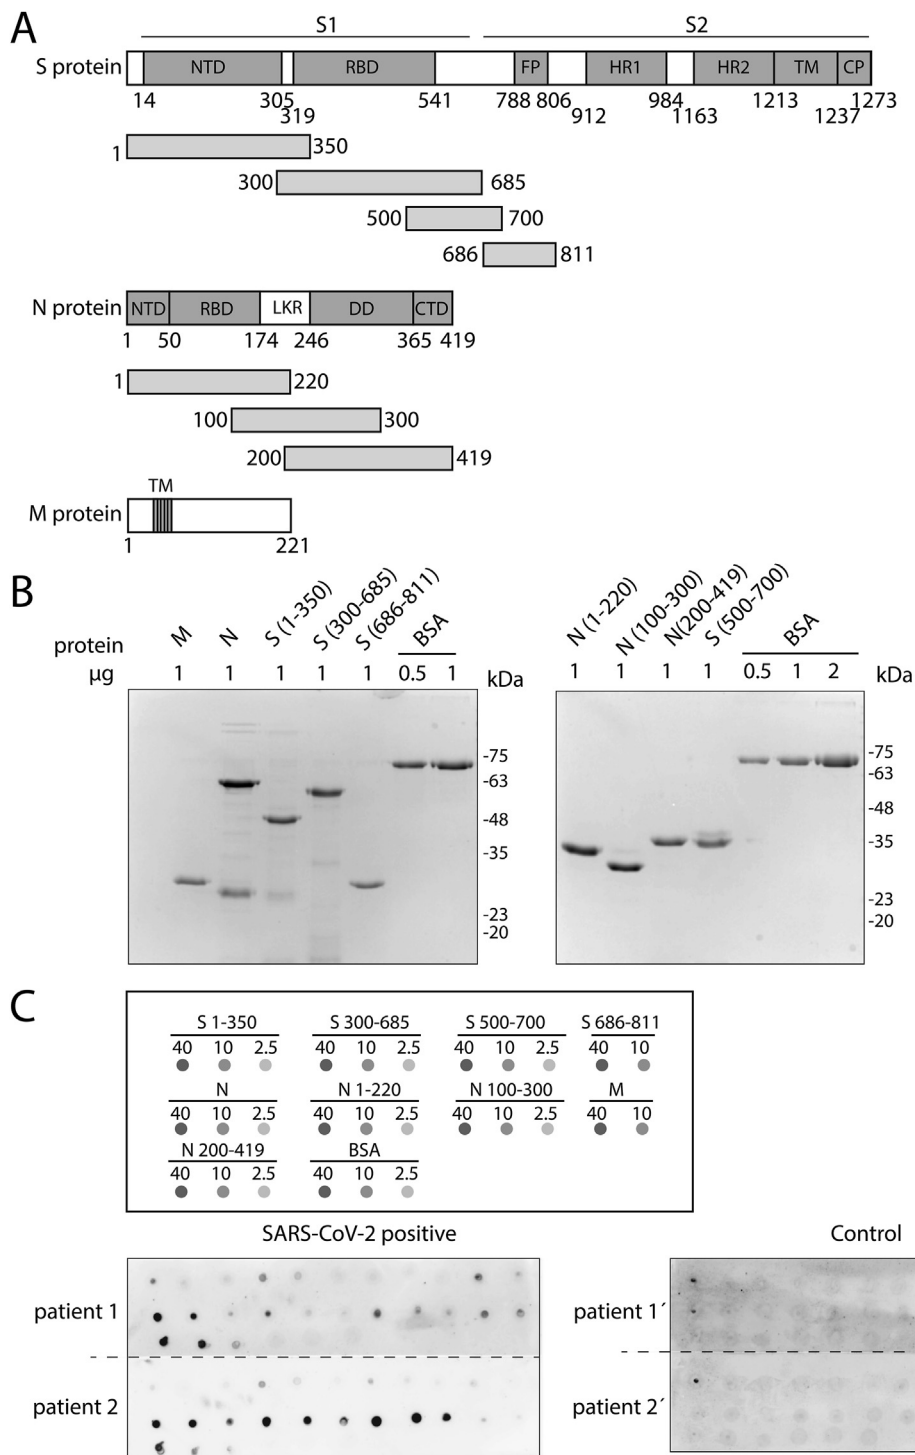 A
S1 S2
S protein NTD RBD FP HR1 HR2 TM CP
14 305 541 788 806 984 1213 1273
319 912 1163 1237
1 350
300 685
500 700
686 811
N protein NTD RBD LKR DD CTD
1 50 174 246 365 419
1 220
100 300
200 419
TM
M protein
1 221
B
protein M N S (1-350) S (300-685) S (686-811) BSA N (1-220) N (100-300) N(200-419) S (500-700) BSA
µg 1 1 1 1 1 0.5 1 kDa 1 1 1 1 0.5 1 2 kDa
-75 -75
-63 -63
-48 -48
-35 -35
-23 -23
-20 -20
C
S 1-350 S 300-685 S 500-700 S 686-811
40 10 2.5 40 10 2.5 40 10 2.5 40 10
N N 1-220 N 100-300 M
40 10 2.5 40 10 2.5 40 10 2.5 40 10
N 200-419 BSA
40 10 2.5 40 10 2.5
SARS-CoV-2 positive Control
patient 1 patient 1´
patient 2 patient 2´